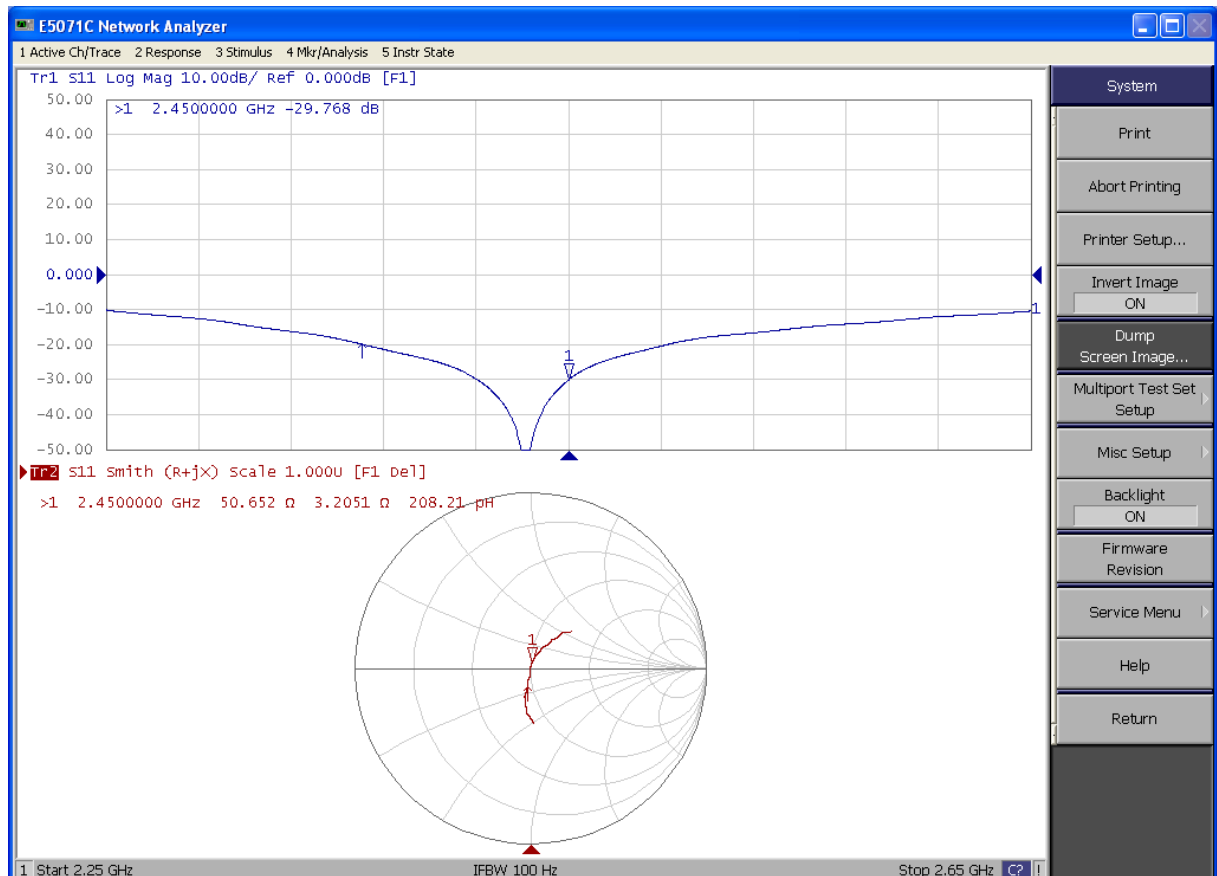 E5071C Network Analyzer
1 Active Ch/Trace 2 Response 3 Stimulus 4 Mkr/Analysis 5 Instr State
Tr1 S11 Log Mag 10.00dB/ Ref 0.000dB [F1]
50.00
>1 2.4500000 GHz -29.768 dB
40.00
30.00
20.00
10.00
0.000
-10.00
-20.00
-30.00
-40.00
-50.00
1
1
Tr2 S11 Smith (R+jX) Scale 1.000U [F1 Del]
>1 2.4500000 GHz 50.652 Ω 3.2051 Ω 208.21 pH
1
1 Start 2.25 GHz
IFBW 100 Hz
Stop 2.65 GHz C? !
System
Print
Abort Printing
Printer Setup...
Invert Image
ON
Dump
Screen Image...
Multiport Test Set
Setup
Misc Setup
Backlight
ON
Firmware
Revision
Service Menu
Help
Return